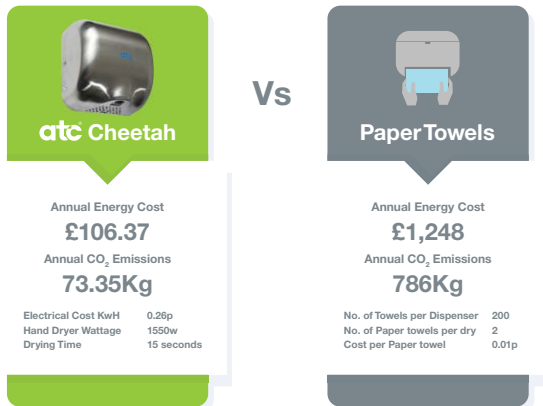 atc Cheetah
Vs
Paper Towels
Annual Energy Cost
£106.37
Annual CO₂ Emissions
73.35Kg
Electrical Cost KwH 0.26p
Hand Dryer Wattage 1550w
Drying Time 15 seconds
Annual Energy Cost
£1,248
Annual CO₂ Emissions
786Kg
No. of Towels per Dispenser 200
No. of Paper towels per dry 2
Cost per Paper towel 0.01p